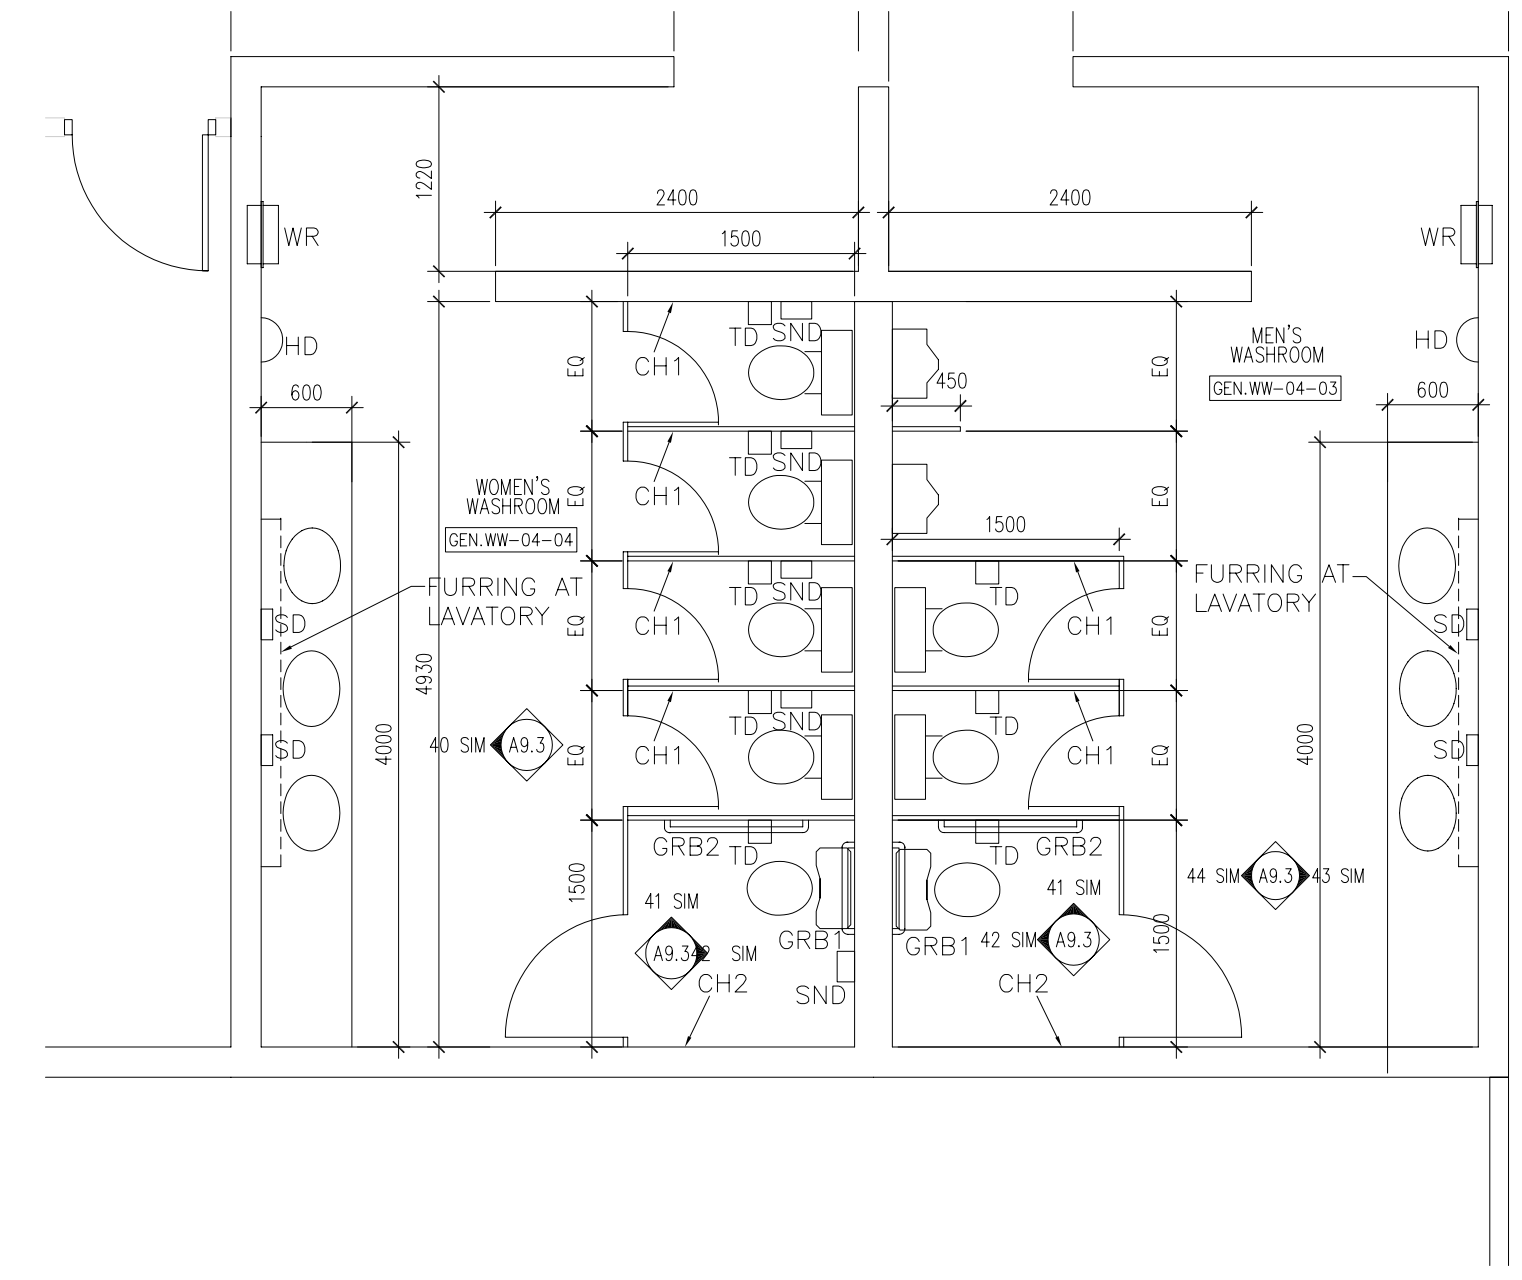 1220
2400
2400
1500
WR
WR
TD
SND
MEN'S
WASHROOM
GEN.WW-04-03
HD
HD
EQ
CH1
EQ
450
600
600
TD
SND
WOMEN'S
WASHROOM
GEN.WW-04-04
EQ
CH1
EQ
1500
FURRING AT
LAVATORY
FURRING AT
LAVATORY
TD
SND
TD
SD
SD
EQ
CH1
CH1
EQ
4930
4000
4000
TD
SND
TD
40 SIM
A9.3
SD
SD
EQ
CH1
CH1
EQ
GRB2
TD
TD
GRB2
1500
44 SIM
A9.3
43 SIM
41 SIM
41 SIM
GRB1
GRB1
42 SIM
A9.3
1500
A9.3
42 SIM
CH2
SND
CH2